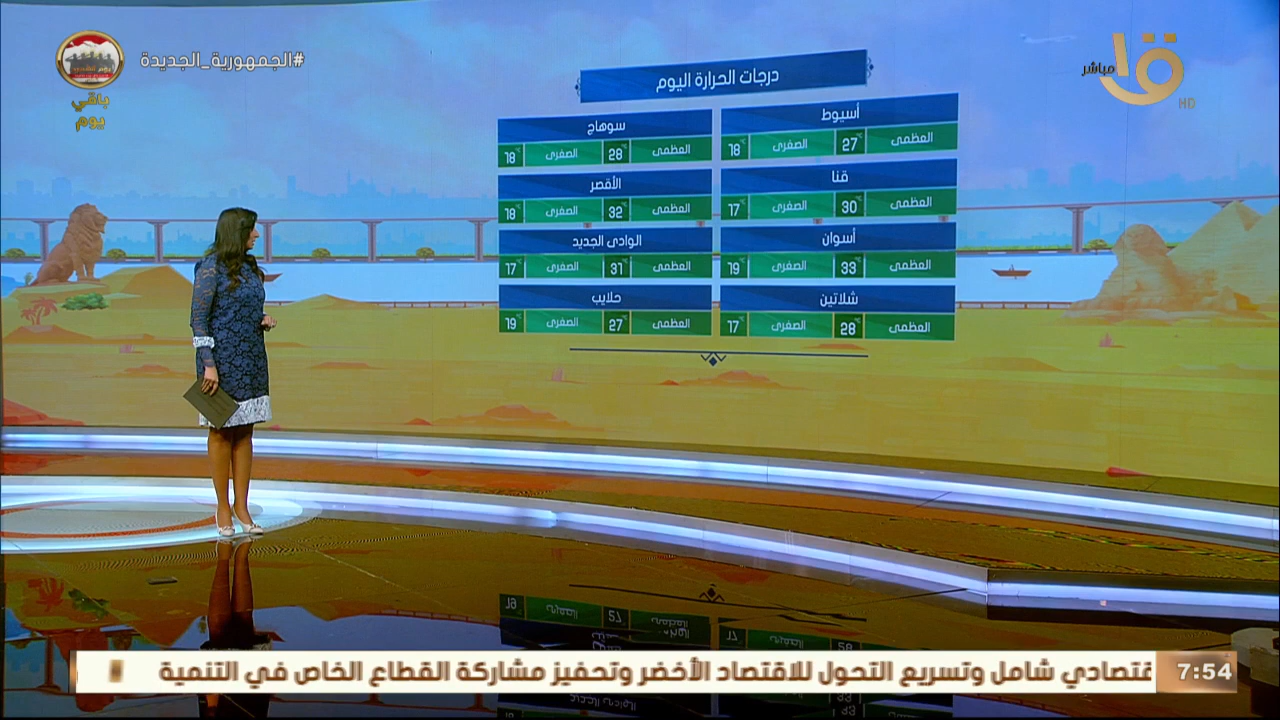 #الجمهورية_الجديدة
باقي
يوم
مباشر
HD
درجات الحرارة اليوم
أسيوط
العظمى 27 الصغرى 18
سوهاج
العظمى 28 الصغرى 18
قنا
العظمى 30 الصغرى 17
الأقصر
العظمى 32 الصغرى 18
أسوان
العظمى 33 الصغرى 19
الوادى الجديد
العظمى 31 الصغرى 17
شلاتين
العظمى 28 الصغرى 17
حلايب
العظمى 27 الصغرى 19
7:54
قتصادي شامل وتسريع التحول للاقتصاد الأخضر وتحفيز مشاركة القطاع الخاص في التنمية